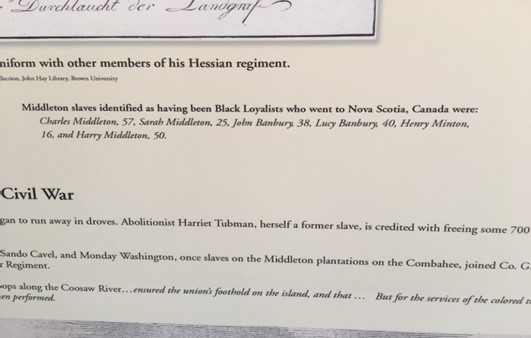 Durchlaucht der Landgraf
niform with other members of his Hessian regiment.
llection, John Hay Library, Brown University
Middleton slaves identified as having been Black Loyalists who went to Nova Scotia, Canada were:
Charles Middleton, 57, Sarah Middleton, 25, John Banbury, 38, Lucy Banbury, 40, Henry Minton,
16, and Harry Middleton, 50.
Civil War
gan to run away in droves. Abolitionist Harriet Tubman, herself a former slave, is credited with freeing some 700
Sando Cavel, and Monday Washington, once slaves on the Middleton plantations on the Combahee, joined Co. G
r Regiment.
oops along the Coosaw River…ensured the union's foothold on the island, and that … But for the services of the colored t
en performed.